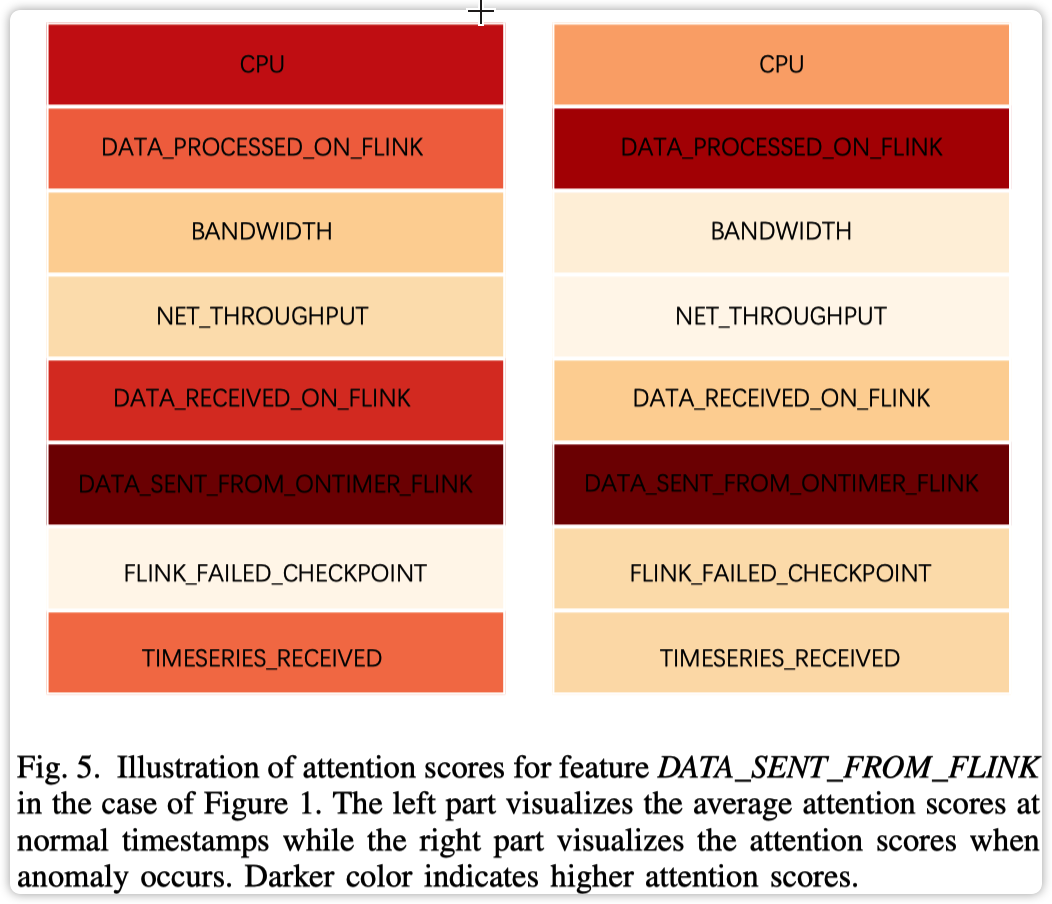 CPU
DATA_PROCESSED_ON_FLINK
BANDWIDTH
NET_THROUGHPUT
DATA_RECEIVED_ON_FLINK
DATA_SENT_FROM_ONTIMER_FLINK
FLINK_FAILED_CHECKPOINT
TIMESERIES_RECEIVED
CPU
DATA_PROCESSED_ON_FLINK
BANDWIDTH
NET_THROUGHPUT
DATA_RECEIVED_ON_FLINK
DATA_SENT_FROM_ONTIMER_FLINK
FLINK_FAILED_CHECKPOINT
TIMESERIES_RECEIVED
Fig. 5. Illustration of attention scores for feature DATA_SENT_FROM_FLINK
in the case of Figure 1. The left part visualizes the average attention scores at
normal timestamps while the right part visualizes the attention scores when
anomaly occurs. Darker color indicates higher attention scores.